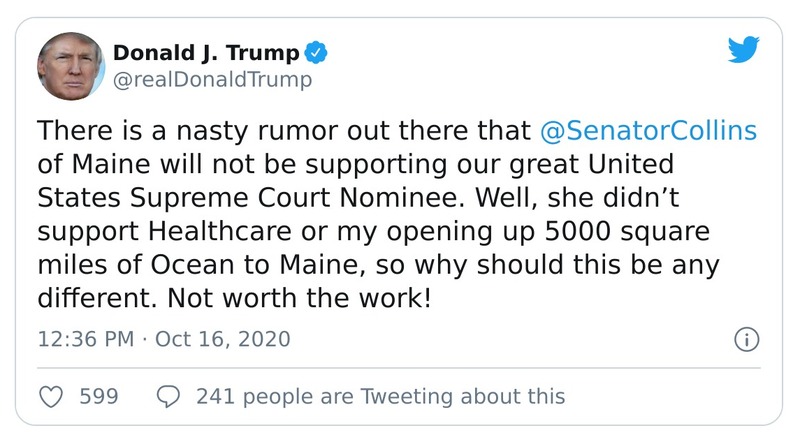 Donald J. Trump
@realDonaldTrump
There is a nasty rumor out there that @SenatorCollins
of Maine will not be supporting our great United
States Supreme Court Nominee. Well, she didn’t
support Healthcare or my opening up 5000 square
miles of Ocean to Maine, so why should this be any
different. Not worth the work!
12:36 PM · Oct 16, 2020
599 241 people are Tweeting about this